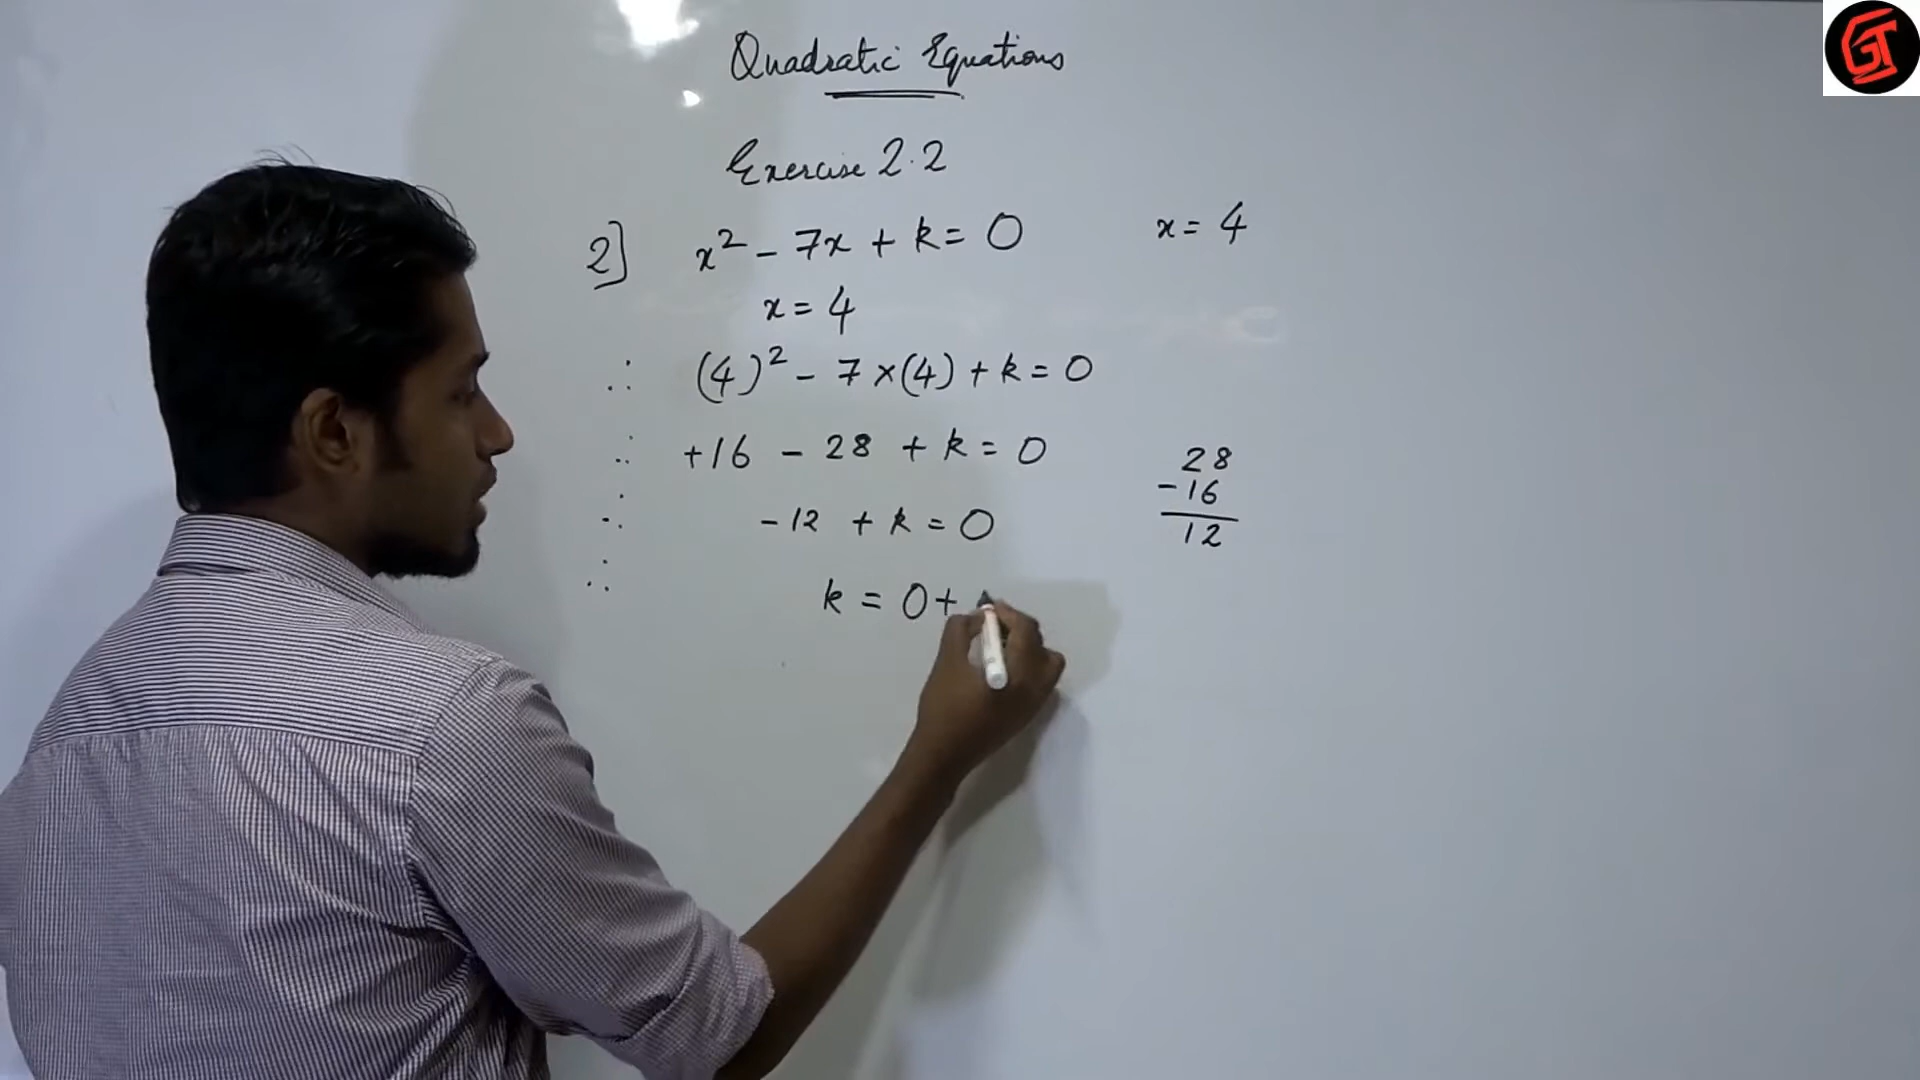 GT
Quadratic Equations
Exercise 2.2
2] x² - 7x + k = 0 x = 4
x = 4
∴ (4)² - 7 × (4) + k = 0
∴ +16 - 28 + k = 0
∴ -12 + k = 0
∴ k = 0 +
28
-16
12